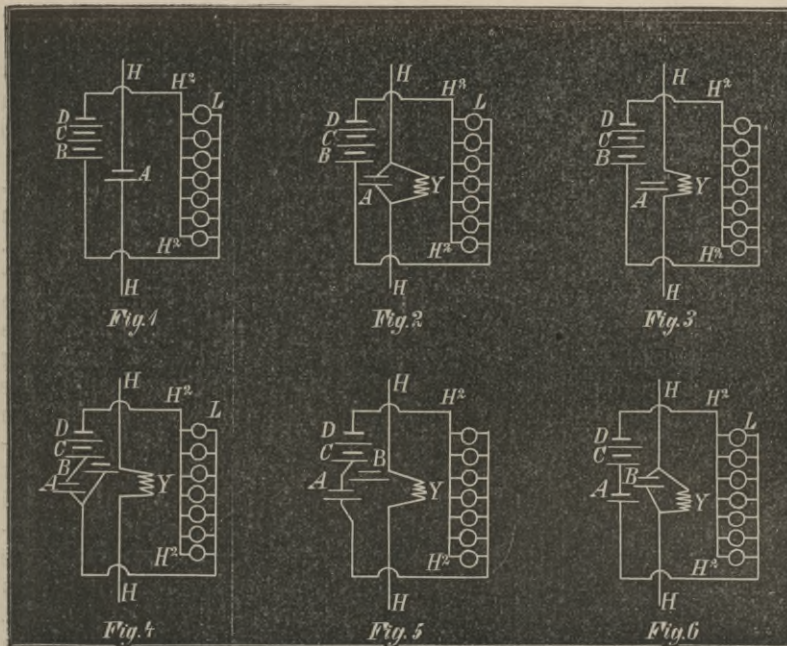 H H² D C B A L H² H Fig.1
H H² D C B A Y L H² H Fig.2
H H² D C B A Y H² H Fig.3
H H² D C B A Y L H² H Fig.4
H H² D C B A Y H² H Fig.5
H H² D C B A Y L H² H Fig.6